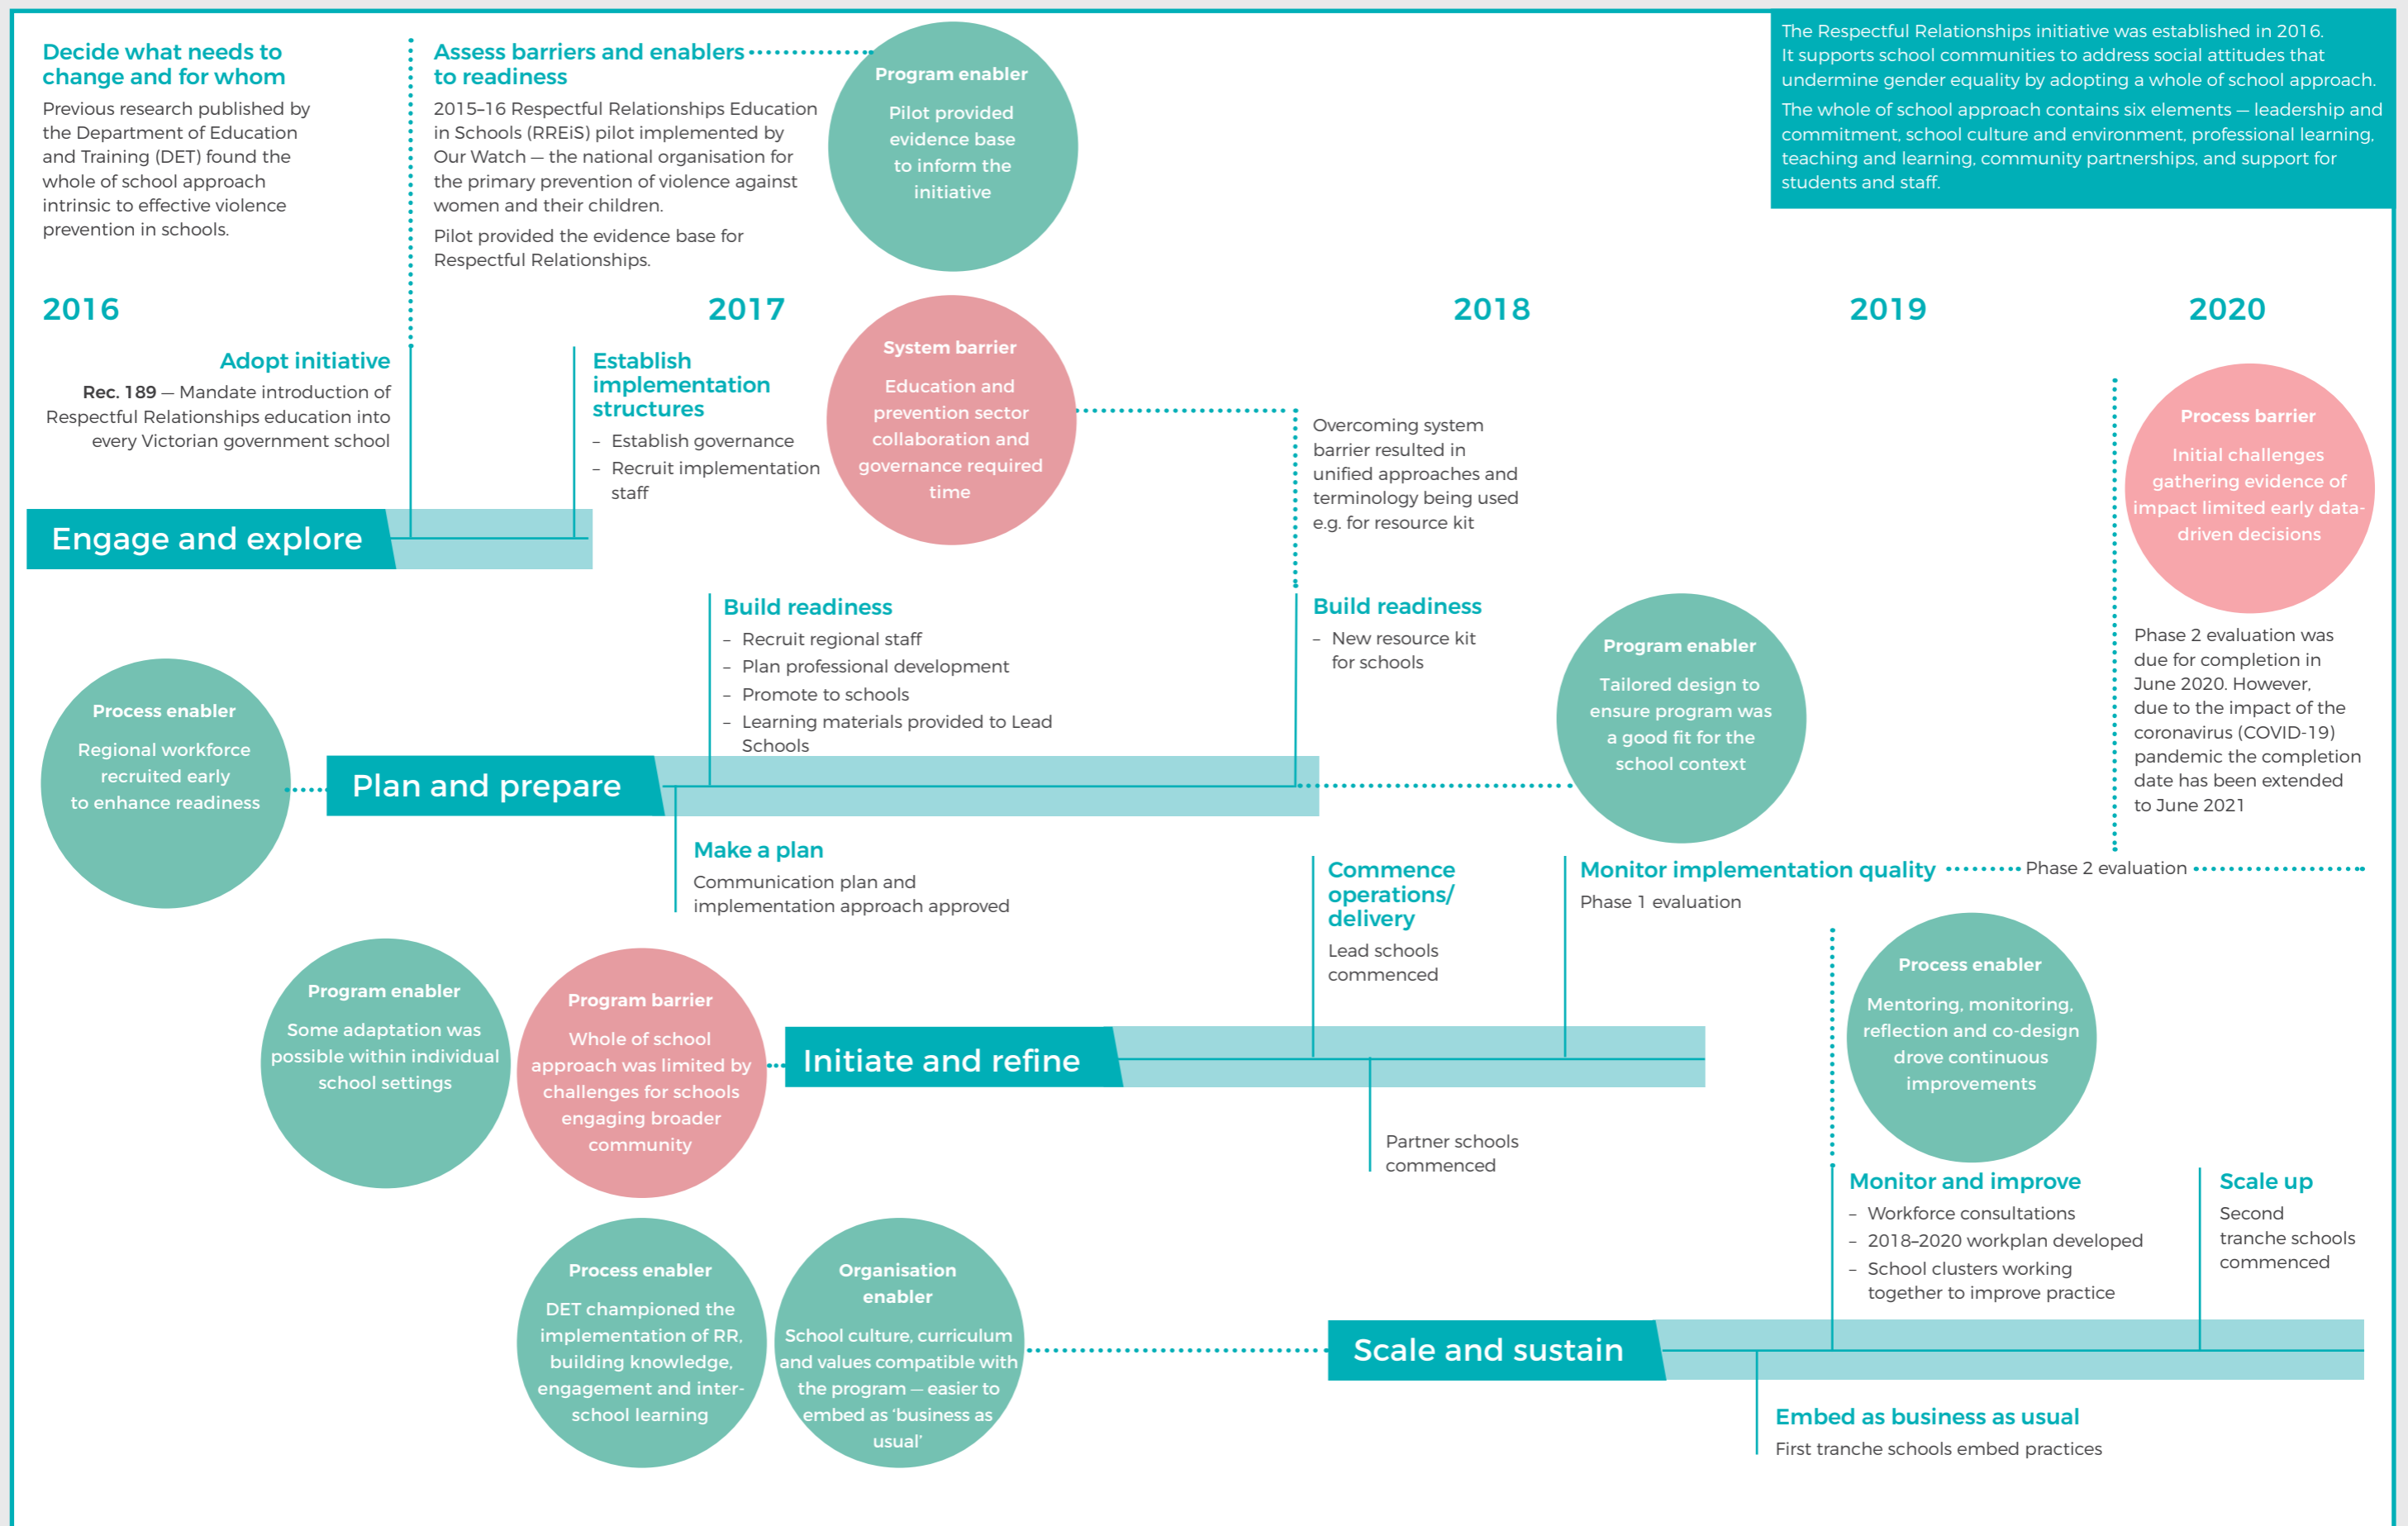 Decide what needs to
change and for whom
Previous research published by
the Department of Education
and Training (DET) found the
whole of school approach
intrinsic to effective violence
prevention in schools.
Assess barriers and enablers
to readiness
2015–16 Respectful Relationships Education
in Schools (RREiS) pilot implemented by
Our Watch — the national organisation for
the primary prevention of violence against
women and their children.
Pilot provided the evidence base for
Respectful Relationships.
Program enabler
Pilot provided
evidence base
to inform the
initiative
The Respectful Relationships initiative was established in 2016.
It supports school communities to address social attitudes that
undermine gender equality by adopting a whole of school approach.
The whole of school approach contains six elements — leadership and
commitment, school culture and environment, professional learning,
teaching and learning, community partnerships, and support for
students and staff.
2016
2017
2018
2019
2020
Adopt initiative
Rec. 189 — Mandate introduction of
Respectful Relationships education into
every Victorian government school
Establish
implementation
structures
– Establish governance
– Recruit implementation
staff
System barrier
Education and
prevention sector
collaboration and
governance required
time
Overcoming system
barrier resulted in
unified approaches and
terminology being used
e.g. for resource kit
Process barrier
Initial challenges
gathering evidence of
impact limited early data-
driven decisions
Engage and explore
Build readiness
– Recruit regional staff
– Plan professional development
– Promote to schools
– Learning materials provided to Lead
Schools
Build readiness
– New resource kit
for schools
Program enabler
Tailored design to
ensure program was
a good fit for the
school context
Phase 2 evaluation was
due for completion in
June 2020. However,
due to the impact of the
coronavirus (COVID-19)
pandemic the completion
date has been extended
to June 2021
Process enabler
Regional workforce
recruited early
to enhance readiness
Plan and prepare
Make a plan
Communication plan and
implementation approach approved
Commence
operations/
delivery
Lead schools
commenced
Monitor implementation quality
Phase 2 evaluation
Phase 1 evaluation
Program enabler
Some adaptation was
possible within individual
school settings
Program barrier
Whole of school
approach was limited by
challenges for schools
engaging broader
community
Initiate and refine
Process enabler
Mentoring, monitoring,
reflection and co-design
drove continuous
improvements
Partner schools
commenced
Monitor and improve
– Workforce consultations
– 2018–2020 workplan developed
– School clusters working
together to improve practice
Scale up
Second
tranche schools
commenced
Process enabler
DET championed the
implementation of RR,
building knowledge,
engagement and inter-
school learning
Organisation
enabler
School culture, curriculum
and values compatible with
the program — easier to
embed as ‘business as
usual’
Scale and sustain
Embed as business as usual
First tranche schools embed practices